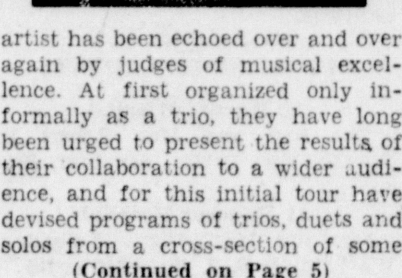 artist has been echoed over and over
again by judges of musical excel-
lence. At first organized only in-
formally as a trio, they have long
been urged to present the results of
their collaboration to a wider audi-
ence, and for this initial tour have
devised programs of trios, duets and
solos from a cross-section of some
(Continued on Page 5)